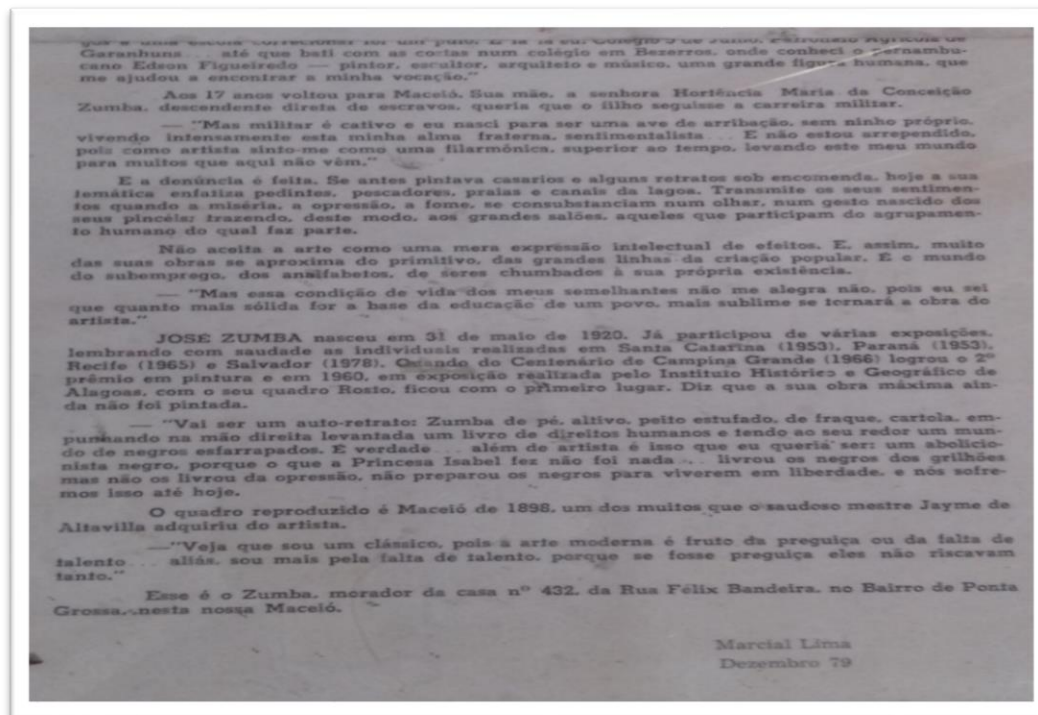 Garanhuns... até que bati com as costas num colégio em Bezerros, onde conheci o pernambu-
cano Edson Figueiredo — pintor, escultor, arquiteto e músico, uma grande figura humana, que
me ajudou a encontrar a minha vocação."
Aos 17 anos voltou para Maceió. Sua mãe, a senhora Hortência Maria da Conceição
Zumba, descendente direta de escravos, queria que o filho seguisse a carreira militar.
— "Mas militar é cativo e eu nasci para ser uma ave de arribação, sem ninho próprio,
vivendo intensamente esta minha alma fraterna, sentimentalista... E não estou arrependido,
pois como artista sinto-me como uma filarmônica, superior ao tempo, levando este meu mundo
para muitos que aqui não vêm."
E a denúncia é feita. Se antes pintava casarios e alguns retratos sob encomenda, hoje a sua
temática enfatiza pedintes, pescadores, praias e canais da lagoa. Transmite os seus sentimen-
tos quando a miséria, a opressão, a fome, se consubstanciam num olhar, num gesto nascido dos
seus pincéis; trazendo, deste modo, aos grandes salões, aqueles que participam do agrupamen-
to humano do qual faz parte.
Não aceita a arte como uma mera expressão intelectual de efeitos. E, assim, muito
das suas obras se aproxima do primitivo, das grandes linhas da criação popular. É o mundo
do subemprego, dos analfabetos, de seres chumbados à sua própria existência.
— "Mas essa condição de vida dos meus semelhantes não me alegra não, pois eu sei
que quanto mais sólida for a base da educação de um povo, mais sublime se tornará a obra do
artista."
JOSÉ ZUMBA nasceu em 31 de maio de 1920. Já participou de várias exposições,
lembrando com saudade as individuais realizadas em Santa Catarina (1953), Paraná (1953),
Recife (1965) e Salvador (1978). Quando do Centenário de Campina Grande (1966) logrou o 2º
prêmio em pintura e em 1960, em exposição realizada pelo Instituto Histórico e Geográfico de
Alagoas, com o seu quadro Rosto, ficou com o primeiro lugar. Diz que a sua obra máxima ain-
da não foi pintada.
— "Vai ser um auto-retrato: Zumba de pé, altivo, peito estufado, de fraque, cartola, em-
punhando na mão direita levantada um livro de direitos humanos e tendo ao seu redor um mun-
do de negros esfarrapados. É verdade... além de artista é isso que eu queria ser: um abolicio-
nista negro, porque o que a Princesa Isabel fez não foi nada... livrou os negros dos grilhões
mas não os livrou da opressão, não preparou os negros para viverem em liberdade, e nós sofre-
mos isso até hoje.
O quadro reproduzido é Maceió de 1898, um dos muitos que o saudoso mestre Jayme de
Altavilla adquiriu do artista.
—"Veja que sou um clássico, pois a arte moderna é fruto da preguiça ou da falta de
talento... aliás, sou mais pela falta de talento, porque se fosse preguiça eles não riscavam
tanto."
Esse é o Zumba, morador da casa nº 432, da Rua Félix Bandeira, no Bairro de Ponta
Grossa, nesta nossa Maceió.
Marcial Lima
Dezembro 79